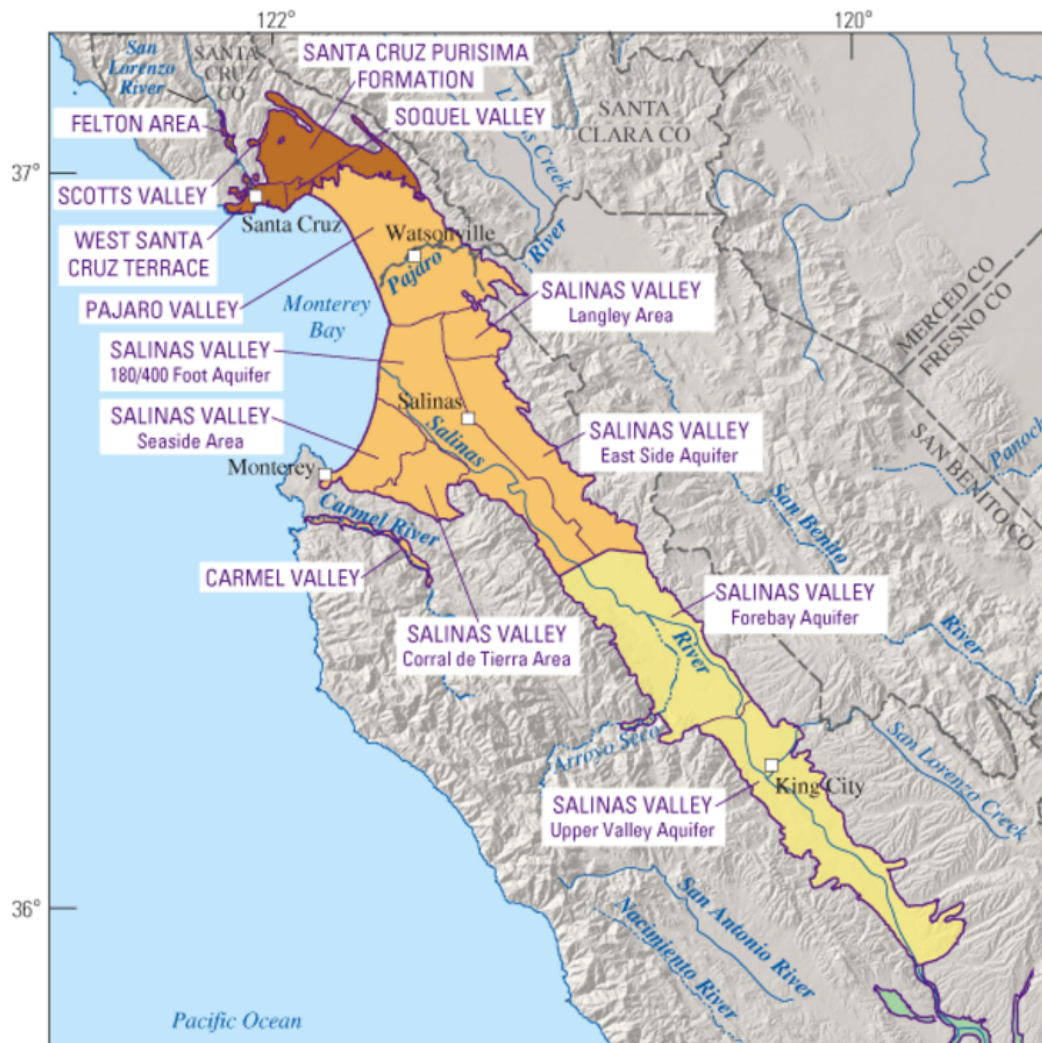 122°
120°
San
Lorenzo
River
SANTA
CRUZ
CO
SANTA CRUZ PURISIMA
FORMATION
FELTON AREA
SOQUEL VALLEY
Creek
SANTA
CLARA CO
37°
SCOTTS VALLEY
Santa Cruz
WEST SANTA
CRUZ TERRACE
Watsonville
Pajaro
River
PAJARO VALLEY
Monterey
Bay
SALINAS VALLEY
Langley Area
MERCED CO
FRESNO CO
SALINAS VALLEY
180/400 Foot Aquifer
Salinas
SALINAS VALLEY
Seaside Area
Salinas
SALINAS VALLEY
East Side Aquifer
SAN BENITO CO
Monterey
Carmel River
San Benito
River
CARMEL VALLEY
SALINAS VALLEY
Forebay Aquifer
SALINAS VALLEY
Corral de Tierra Area
River
Arroyo Seco
San Lorenzo Creek
King City
SALINAS VALLEY
Upper Valley Aquifer
36°
San Antonio River
Nacimiento River
Pacific Ocean